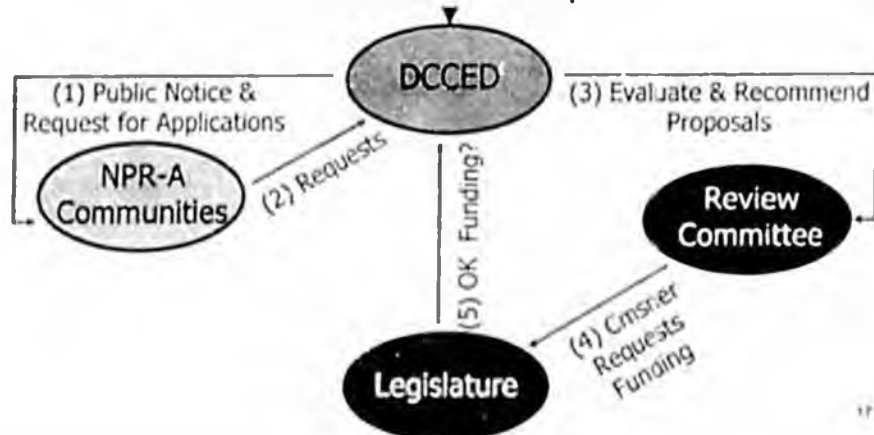 DCCED
(1) Public Notice &
Request for Applications
(3) Evaluate & Recommend
Proposals
NPR-A
Communities
(2) Requests
(5) OK Funding?
Review
Committee
(4) Cmsner
Requests
Funding
Legislature